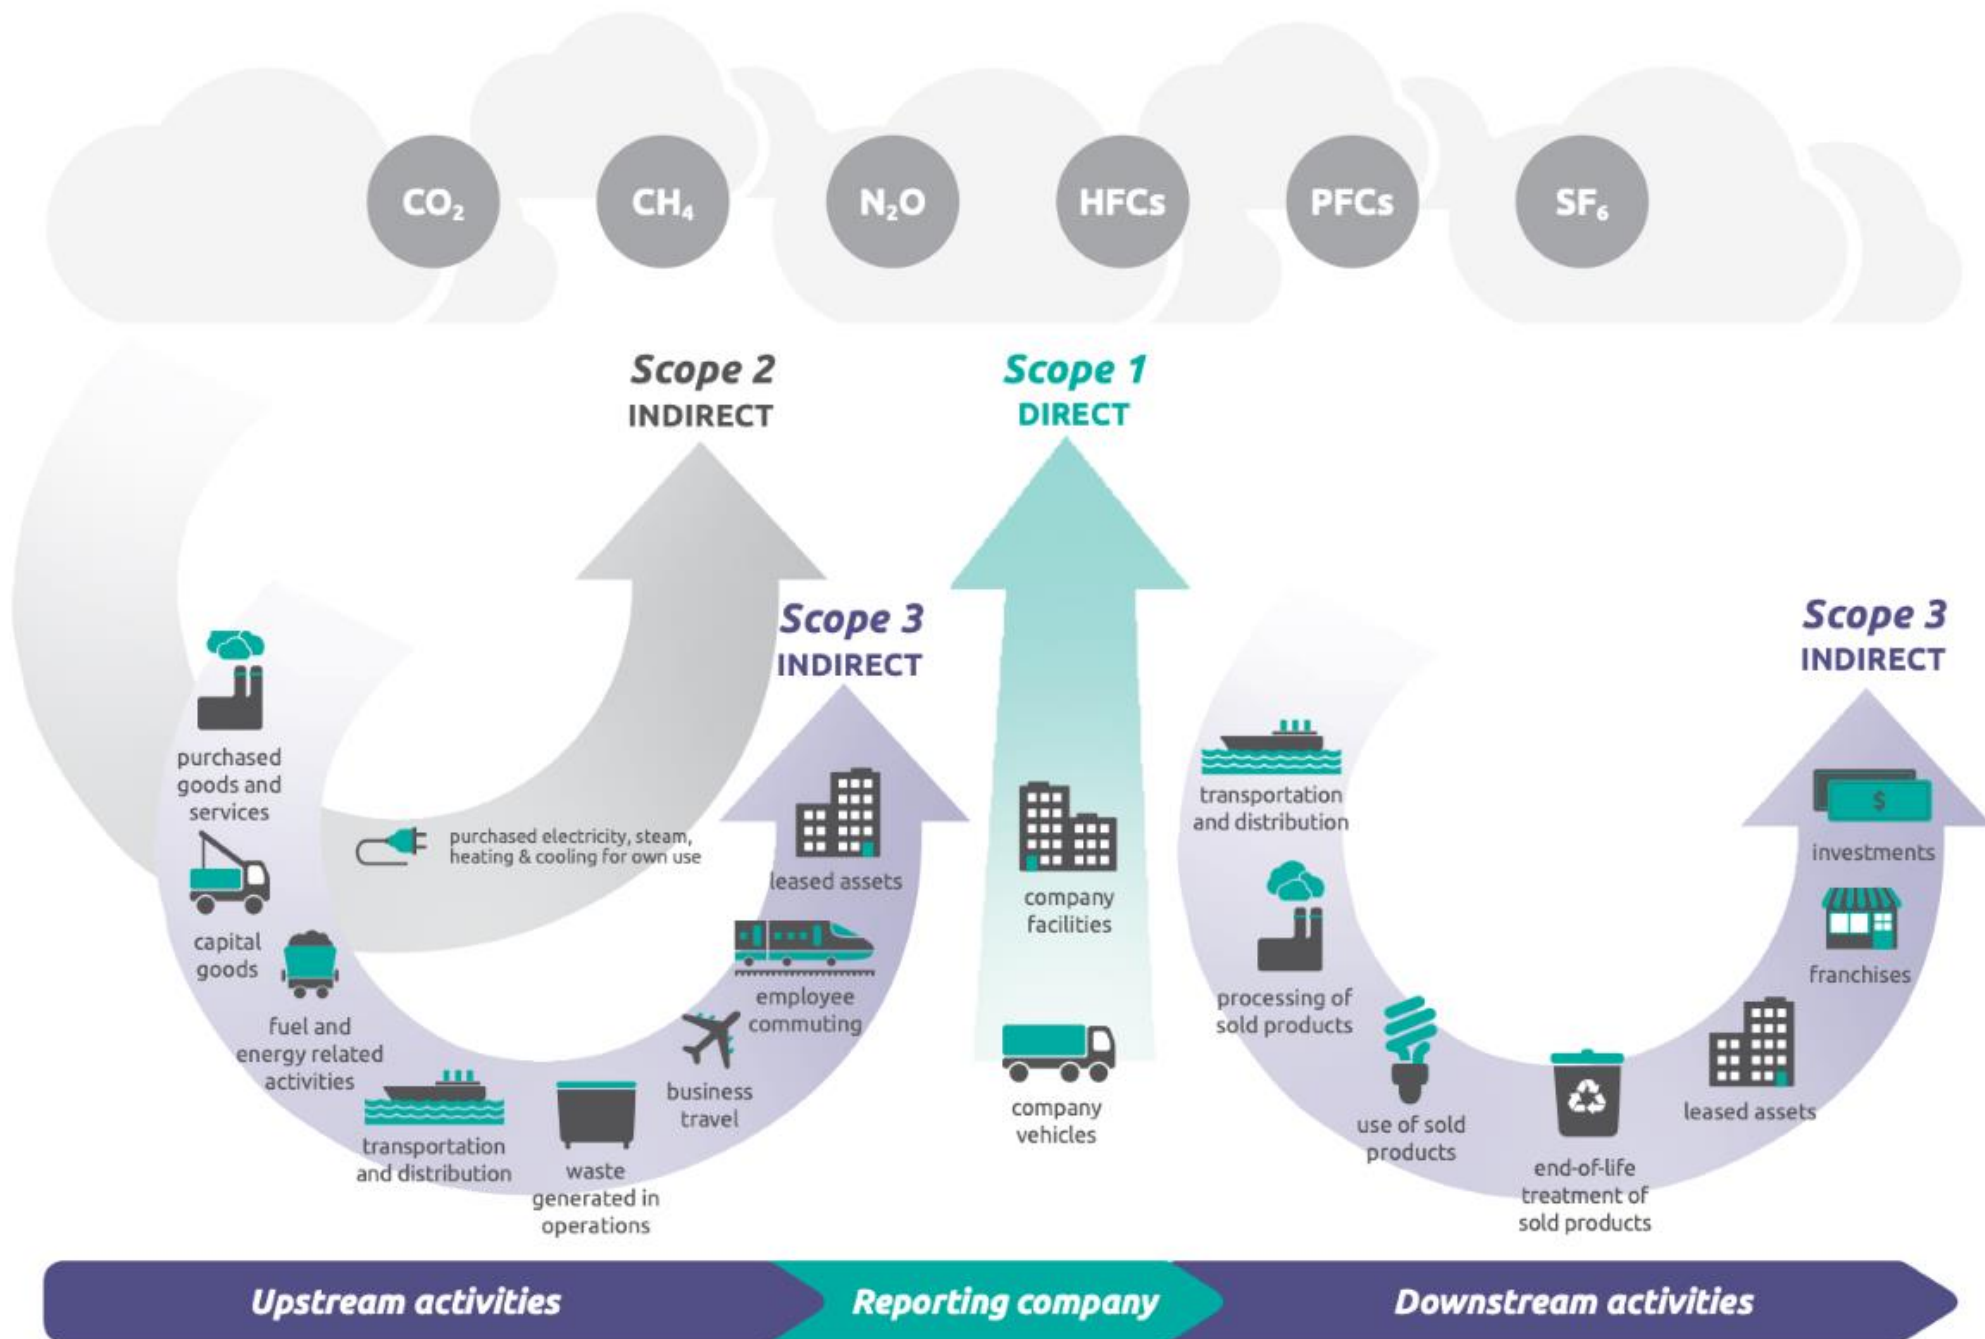 CO₂
CH₄
N₂O
HFCs
PFCs
SF₆
Scope 2
INDIRECT
Scope 1
DIRECT
Scope 3
INDIRECT
Scope 3
INDIRECT
purchased
goods and
services
capital
goods
fuel and
energy related
activities
transportation
and distribution
waste
generated in
operations
business
travel
employee
commuting
leased assets
purchased electricity, steam,
heating & cooling for own use
company
facilities
company
vehicles
transportation
and distribution
processing of
sold products
use of sold
products
end-of-life
treatment of
sold products
leased assets
franchises
investments
$
Upstream activities
Reporting company
Downstream activities